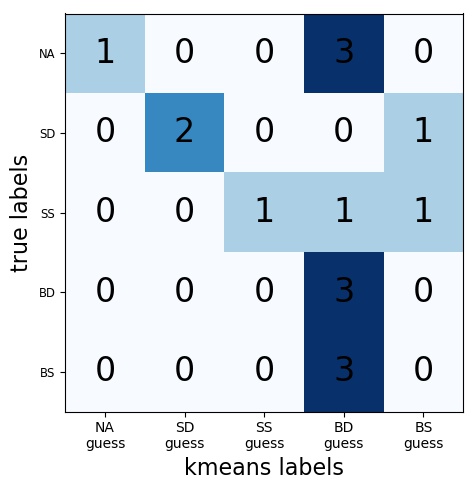 NA 1 0 0 3 0
SD 0 2 0 0 1
SS 0 0 1 1 1
BD 0 0 0 3 0
BS 0 0 0 3 0
true labels
NA SD SS BD BS
guess guess guess guess guess
kmeans labels